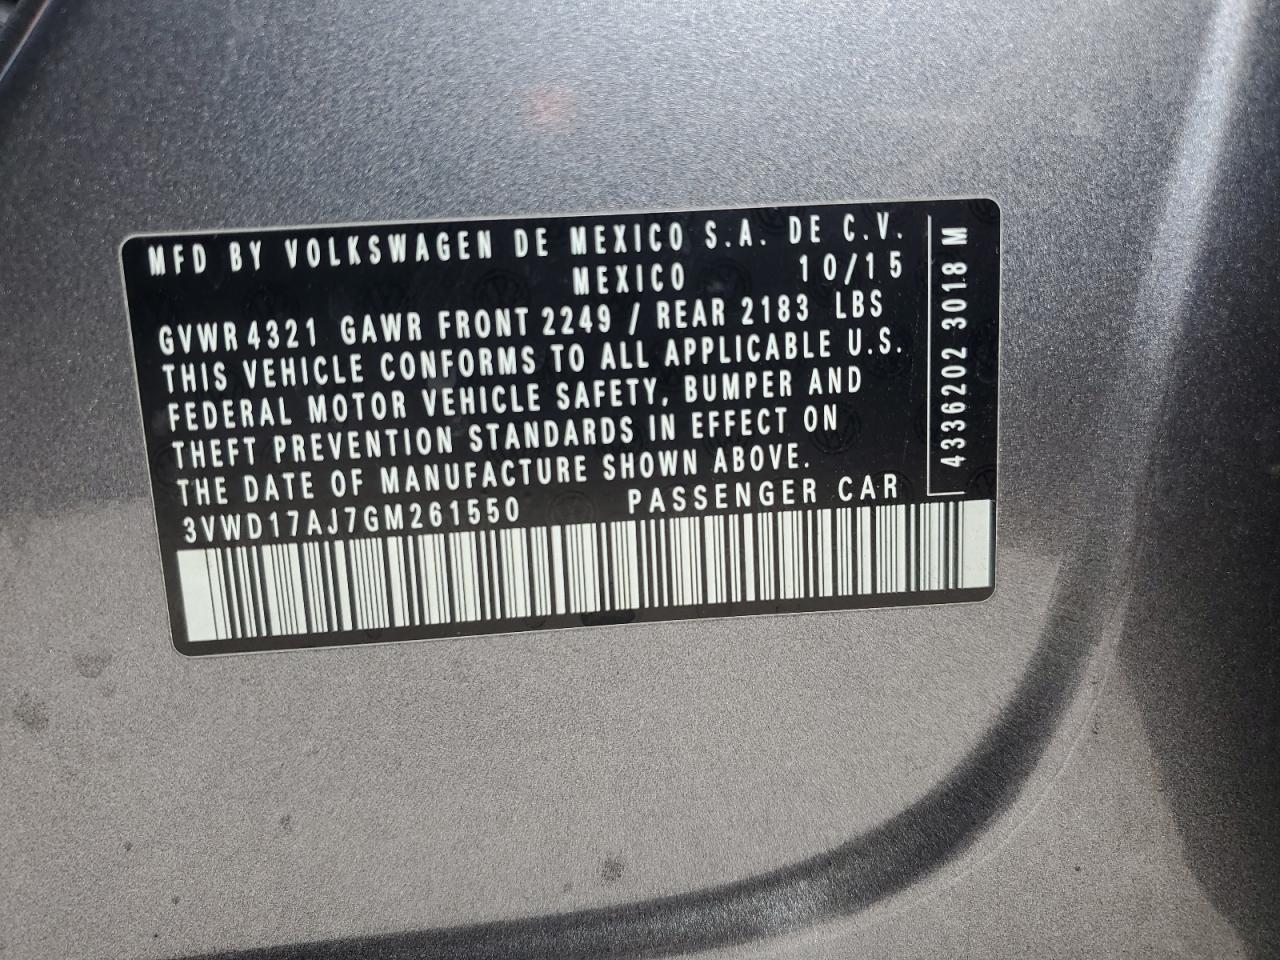 MFD BY VOLKSWAGEN DE MEXICO S.A. DE C.V.
MEXICO 10/15
GVWR 4321 GAWR FRONT 2249 / REAR 2183 LBS
THIS VEHICLE CONFORMS TO ALL APPLICABLE U.S.
FEDERAL MOTOR VEHICLE SAFETY, BUMPER AND
THEFT PREVENTION STANDARDS IN EFFECT ON
THE DATE OF MANUFACTURE SHOWN ABOVE.
3VWD17AJ7GM261550 PASSENGER CAR
4336202 3018 M